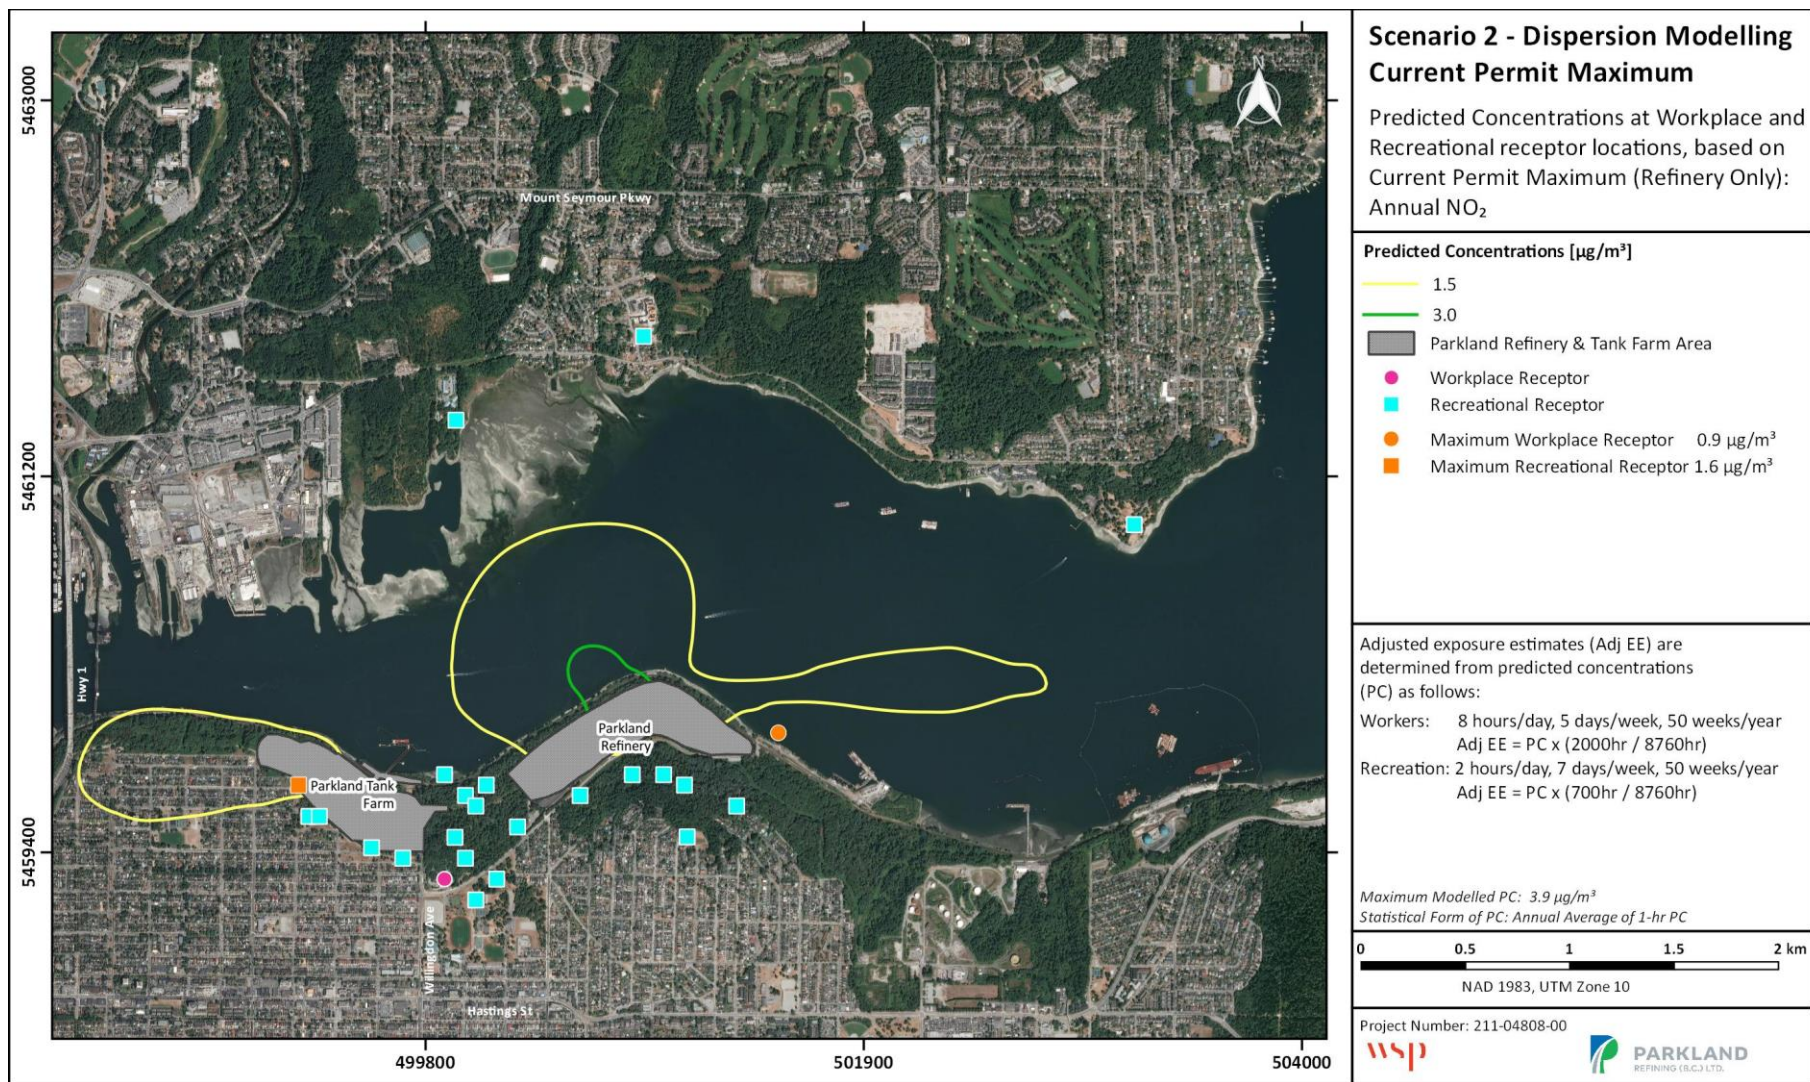 Scenario 2 - Dispersion Modelling
Current Permit Maximum
Predicted Concentrations at Workplace and
Recreational receptor locations, based on
Current Permit Maximum (Refinery Only):
Annual NO₂
Predicted Concentrations [µg/m³]
1.5
3.0
Parkland Refinery & Tank Farm Area
Workplace Receptor
Recreational Receptor
Maximum Workplace Receptor 0.9 µg/m³
Maximum Recreational Receptor 1.6 µg/m³
Adjusted exposure estimates (Adj EE) are
determined from predicted concentrations
(PC) as follows:
Workers: 8 hours/day, 5 days/week, 50 weeks/year
Adj EE = PC x (2000hr / 8760hr)
Recreation: 2 hours/day, 7 days/week, 50 weeks/year
Adj EE = PC x (700hr / 8760hr)
Maximum Modelled PC: 3.9 µg/m³
Statistical Form of PC: Annual Average of 1-hr PC
0 0.5 1 1.5 2 km
NAD 1983, UTM Zone 10
Project Number: 211-04808-00
wsp
PARKLAND
REFINING (B.C.) LTD.
N
5463000
5461200
5459400
499800
501900
504000
Mount Seymour Pkwy
Hwy 1
Parkland
Refinery
Parkland Tank
Farm
Willingdon Ave
Hastings St